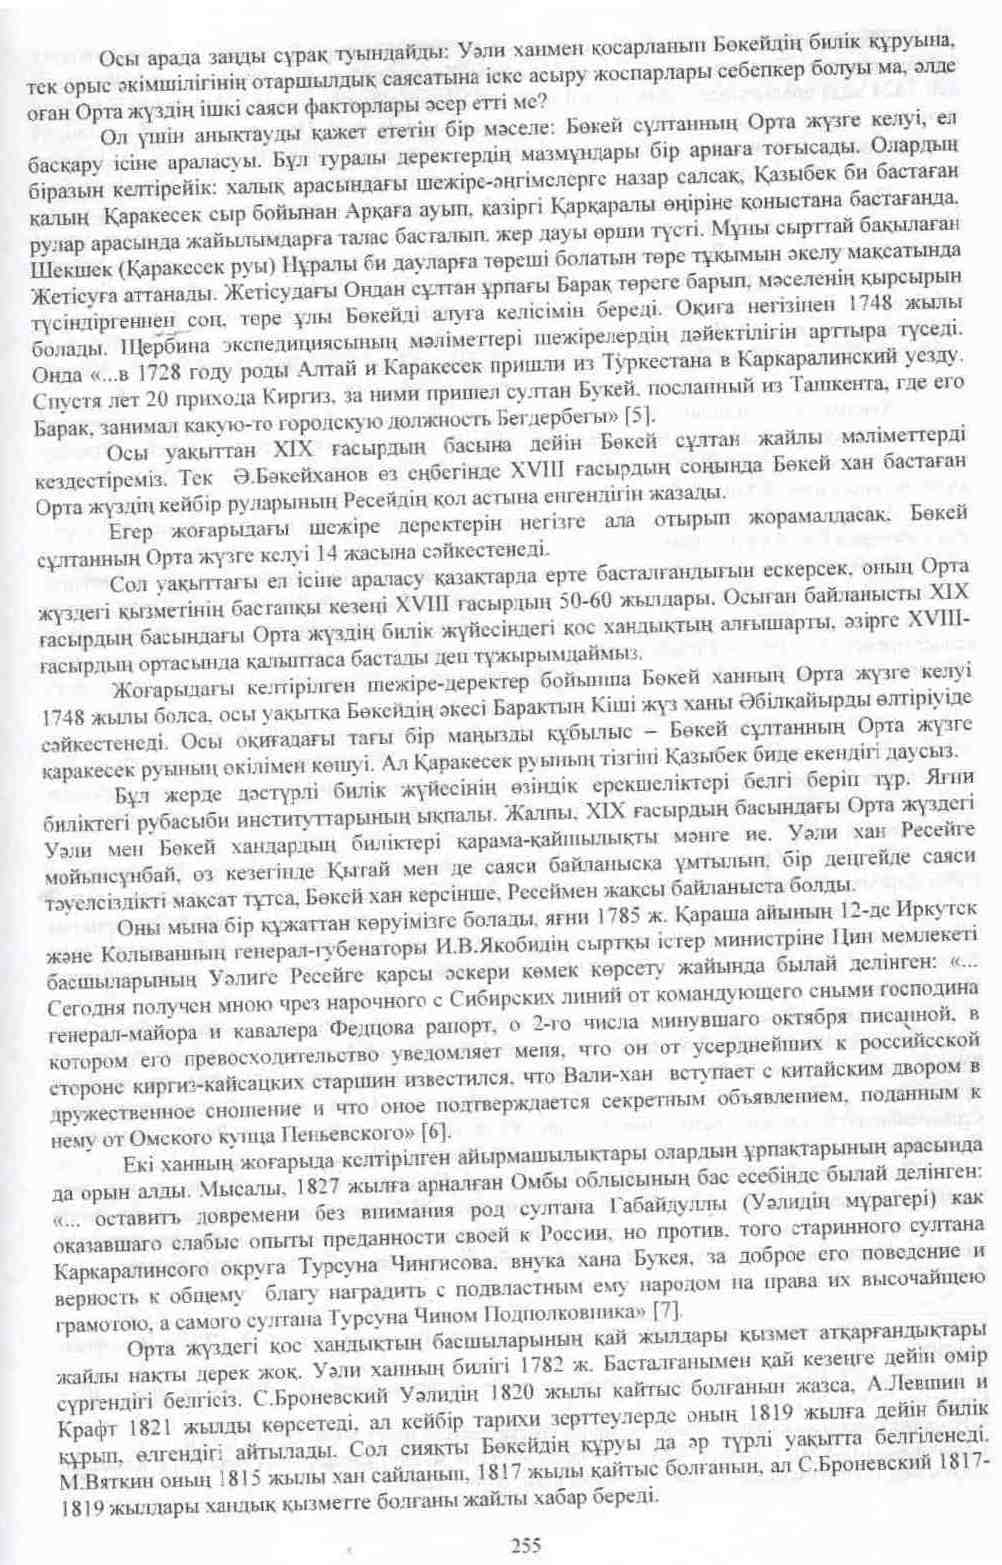 Осы арада заңды сұрақ туындайды: Уәли ханмен қосарланып Бөкейдің билік құруына,
тек орыс әкімшілігінің отаршылдық саясатына іске асыру жоспарлары себепкер болуы ма, әлде
оған Орта жүздің ішкі саяси факторлары әсер етті ме?
Ол үшін анықтауды қажет ететін бір мәселе: Бөкей сұлтанның Орта жүзге келуі, ел
басқару ісіне араласуы. Бұл туралы деректердің мазмұндары бір арнаға тоғысады. Олардың
біразын келтірейік: халық арасындағы шежіре-әңгімелерге назар салсақ, Қазыбек би бастаған
қалың Қаракесек сыр бойынан Арқаға ауып, қазіргі Қарқаралы өңіріне қоныстана бастағанда,
рулар арасында жайылымдарға талас басталып, жер дауы өрши түсті. Мұны сырттай бақылаған
Шекшек (Қаракесек руы) Нұралы би дауларға төреші болатын төре тұқымын әкелу мақсатында
Жетісуға аттанады. Жетісудағы Ондан сұлтан ұрпағы Барақ төреге барып, мәселенің қырсырын
түсіндіргеннен соң, төре ұлы Бөкейді алуға келісімін береді. Оқиға негізінен 1748 жылы
болады. Щербина экспедициясының мәліметтері шежірелердің дәйектілігін арттыра түседі.
Онда «...в 1728 году роды Алтай и Каракесек пришли из Туркестана в Каркаралинский уезду.
Спустя лет 20 прихода Киргиз, за ними пришел султан Букей, посланный из Ташкента, где его
Барак, занимал какую-то городскую должность Бегдербегы» [5].
Осы уақыттан XIX ғасырдың басына дейін Бөкей сұлтан жайлы мәліметтерді
кездестіреміз. Тек Ә.Бөкейханов өз еңбегінде XVIII ғасырдың соңында Бөкей хан бастаған
Орта жүздің кейбір руларының Ресейдің қол астына енгендігін жазады.
Егер жоғарыдағы шежіре деректерін негізге ала отырып жорамалдасақ, Бөкей
сұлтанның Орта жүзге келуі 14 жасына сәйкестенеді.
Сол уақыттағы ел ісіне араласу қазақтарда ерте басталғандығын ескерсек, оның Орта
жүздегі қызметінің бастапқы кезеңі XVIII ғасырдың 50-60 жылдары. Осыған байланысты XIX
ғасырдың басындағы Орта жүздің билік жүйесіндегі қос хандықтың алғышарты, әзірге XVIII-
ғасырдың ортасында қалыптаса бастады деп тұжырымдаймыз.
Жоғарыдағы келтірілген шежіре-деректер бойынша Бөкей ханның Орта жүзге келуі
1748 жылы болса, осы уақытқа Бөкейдің әкесі Барактын Кіші жүз ханы Әбілқайырды өлтіріуіде
сәйкестенеді. Осы оқиғадағы тағы бір маңызды құбылыс – Бөкей сұлтанның Орта жүзге
қаракесек руының өкілімен көшуі. Ал Қаракесек руының тізгіні Қазыбек биде екендігі даусыз.
Бұл жерде дәстүрлі билік жүйесінің өзіндік ерекшеліктері белгі беріп тұр. Яғни
биліктегі рубасыби институттарының ықпалы. Жалпы, XIX ғасырдың басындағы Орта жүздегі
Уәли мен Бөкей хандардың биліктері қарама-қайшылықты мәнге ие. Уәли хан Ресейге
мойынсұнбай, өз кезегінде Қытай мен де саяси байланысқа ұмтылып, бір деңгейде саяси
тәуелсіздікті мақсат тұтса, Бөкей хан керсінше, Ресеймен жақсы байланыста болды.
Оны мына бір құжаттан көруімізге болады, яғни 1785 ж. Қараша айының 12-де Иркутск
және Колыванның генерал-губенаторы И.В.Якобидің сыртқы істер министріне Цин мемлекеті
басшыларының Уәлиге Ресейге қарсы әскери көмек көрсету жайында былай делінген: «...
Сегодня получен мною чрез нарочного с Сибирских линий от командующего сными господина
генерал-майора и кавалера Федцова рапорт, о 2-го числа минувшаго октября писанной, в
котором его превосходительство уведомляет меня, что он от усерднейших к российсской
стороне киргиз-кайсацких старшин известился, что Вали-хан вступает с китайским двором в
дружественное сношение и что оное подтверждается секретным объявлением, поданным к
нему от Омского купца Пеньевского» [6].
Екі ханның жоғарыда келтірілген айырмашылықтары олардың ұрпақтарының арасында
да орын алды. Мысалы, 1827 жылға арналған Омбы облысының бас есебінде былай делінген:
«... оставить довремени без внимания род султана Габайдуллы (Уәлидің мұрагері) как
оказавшаго слабые опыты преданности своей к России, но против, того старинного султана
Каркаралинсого округа Турсуна Чингисова, внука хана Букея, за доброе его поведение и
верность к общему благу наградить с подвластным ему народом на права их высочайщею
грамотою, а самого султана Турсуна Чином Подполковника» [7].
Орта жүздегі қос хандықтын басшыларының қай жылдары қызмет атқарғандықтары
жайлы нақты дерек жоқ. Уәли ханның билігі 1782 ж. Басталғанымен қай кезеңге дейін өмір
сүргендігі белгісіз. С.Броневский Уәлидің 1820 жылы қайтыс болғанын жазса, А.Левшин и
Крафт 1821 жылды көрсетеді, ал кейбір тарихи зерттеулерде оның 1819 жылға дейін билік
құрып, өлгендігі айтылады. Сол сияқты Бөкейдің құруы да әр түрлі уақытта белгіленеді.
М.Вяткин оның 1815 жылы хан сайланып, 1817 жылы қайтыс болғанын, ал С.Броневский 1817-
1819 жылдары хандық қызметте болғаны жайлы хабар береді.
255